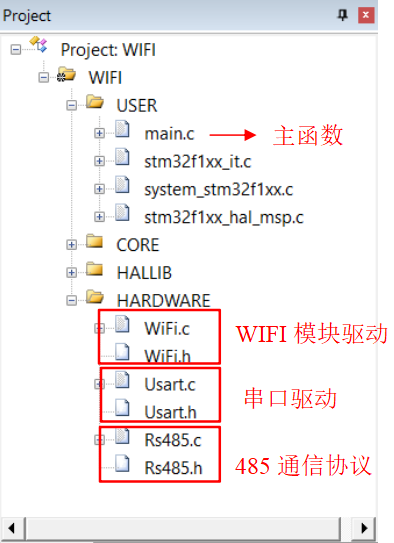 Project
Project: WIFI
WIFI
USER
main.c 主函数
stm32f1xx_it.c
system_stm32f1xx.c
stm32f1xx_hal_msp.c
CORE
HALLIB
HARDWARE
WiFi.c
WiFi.h
WIFI 模块驱动
Usart.c
Usart.h
串口驱动
Rs485.c
Rs485.h
485 通信协议